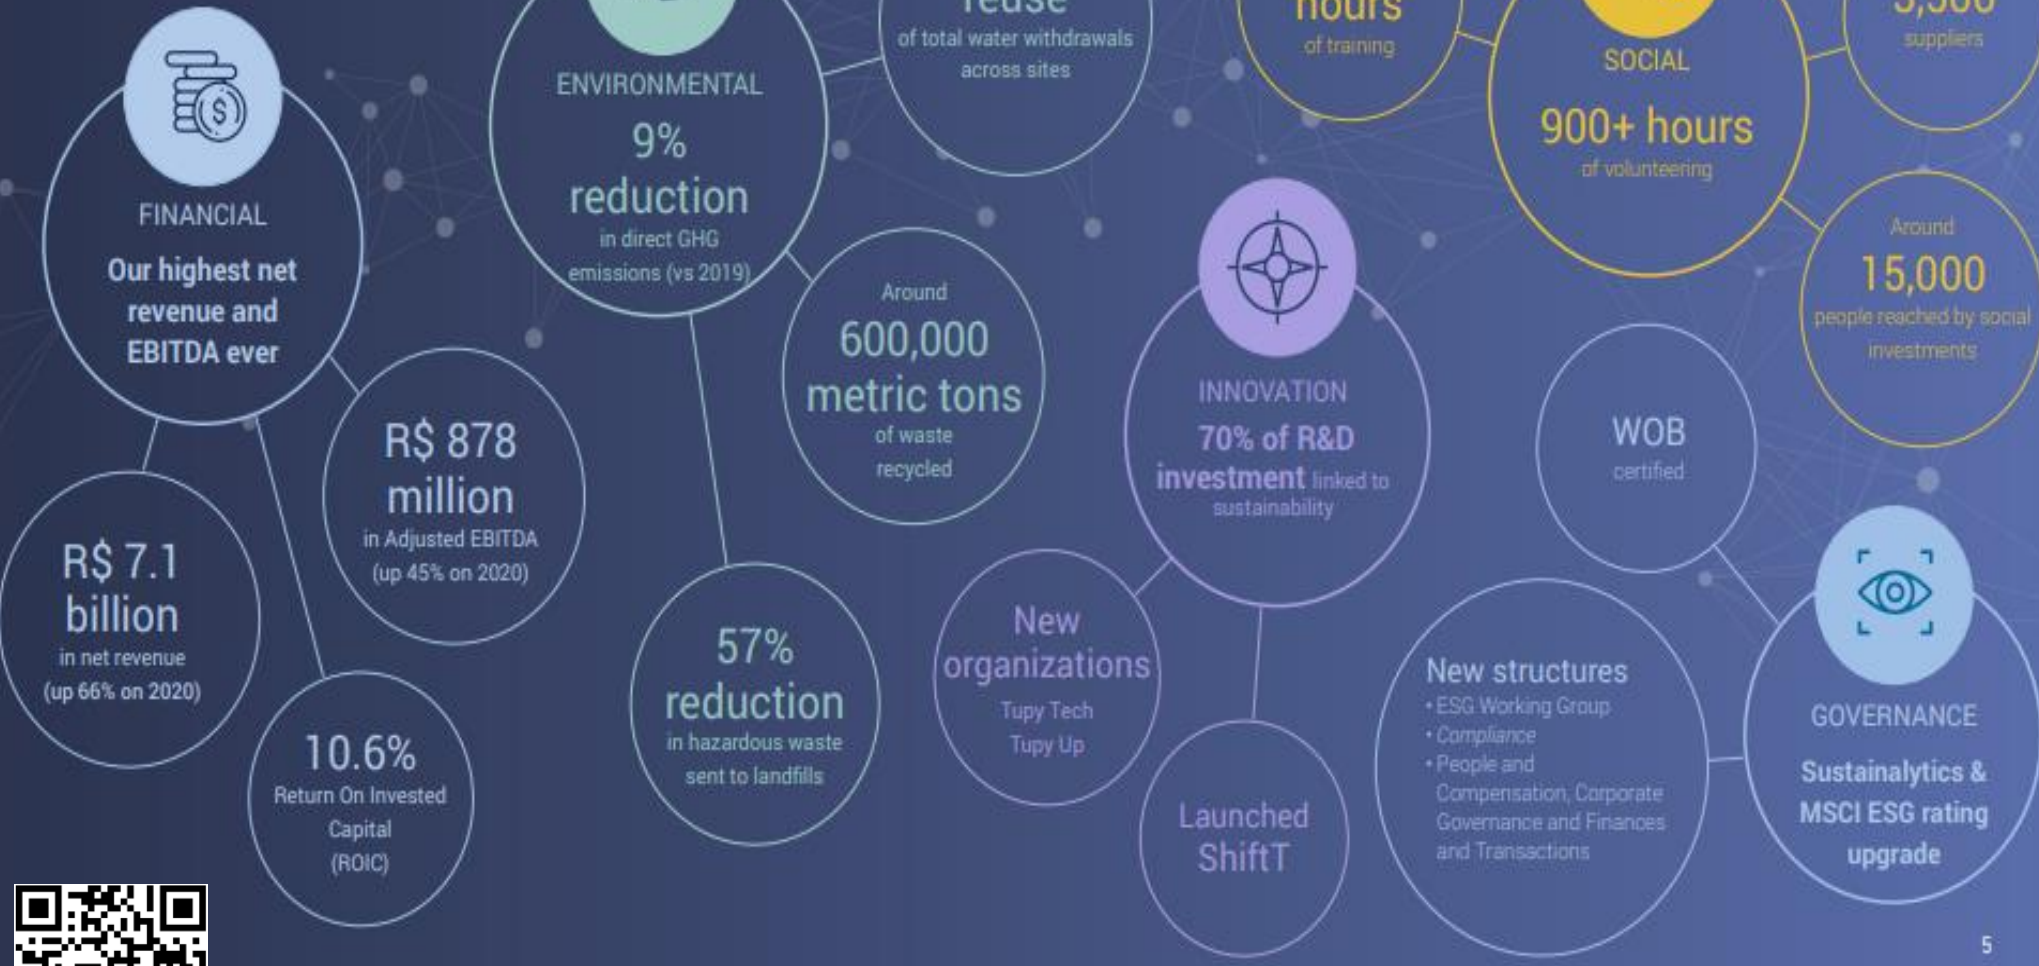 FINANCIAL
Our highest net
revenue and
EBITDA ever
R$ 7.1
billion
in net revenue
(up 66% on 2020)
R$ 878
million
in Adjusted EBITDA
(up 45% on 2020)
10.6%
Return On Invested
Capital
(ROIC)
ENVIRONMENTAL
9%
reduction
in direct GHG
emissions (vs 2019)
reuse
of total water withdrawals
across sites
Around
600,000
metric tons
of waste
recycled
57%
reduction
in hazardous waste
sent to landfills
INNOVATION
70% of R&D
investment linked to
sustainability
New
organizations
Tupy Tech
Tupy Up
Launched
ShiftT
hours
of training
SOCIAL
900+ hours
of volunteering
suppliers
Around
15,000
people reached by social
investments
WOB
certified
GOVERNANCE
Sustainalytics &
MSCI ESG rating
upgrade
New structures
• ESG Working Group
• Compliance
• People and
Compensation, Corporate
Governance and Finances
and Transactions
5